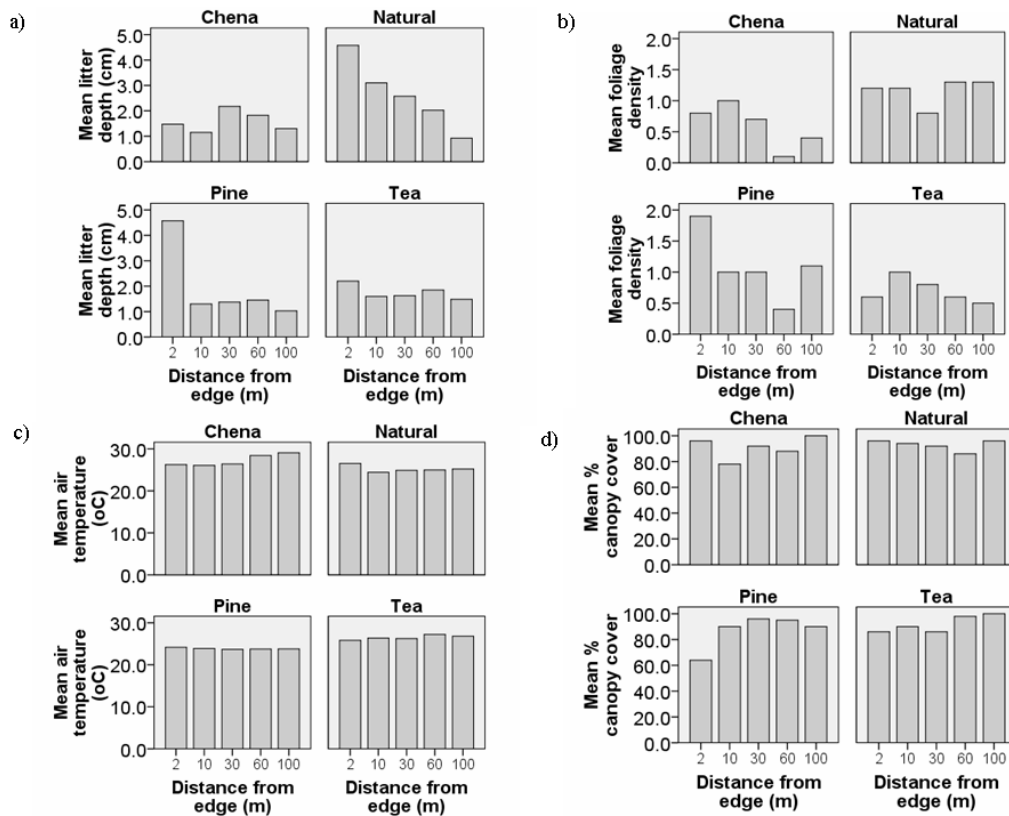 a)
Chena
Natural
Mean litter
depth (cm)
5.0
4.0
3.0
2.0
1.0
0.0
Pine
Tea
Mean litter
depth (cm)
5.0
4.0
3.0
2.0
1.0
0.0
2 10 30 60 100
2 10 30 60 100
Distance from
edge (m)
Distance from
edge (m)
b)
Chena
Natural
Mean foliage
density
2.0
1.5
1.0
0.5
0.0
Pine
Tea
Mean foliage
density
2.0
1.5
1.0
0.5
0.0
2 10 30 60 100
2 10 30 60 100
Distance from
edge (m)
Distance from
edge (m)
c)
Chena
Natural
Mean air
temperature
(oC)
30.0
20.0
10.0
0.0
Pine
Tea
Mean air
temperature
(oC)
30.0
20.0
10.0
0.0
2 10 30 60 100
2 10 30 60 100
Distance from
edge (m)
Distance from
edge (m)
d)
Chena
Natural
Mean %
canopy cover
100.0
80.0
60.0
40.0
20.0
0.0
Pine
Tea
Mean %
canopy cover
100.0
80.0
60.0
40.0
20.0
0.0
2 10 30 60 100
2 10 30 60 100
Distance from
edge (m)
Distance from
edge (m)